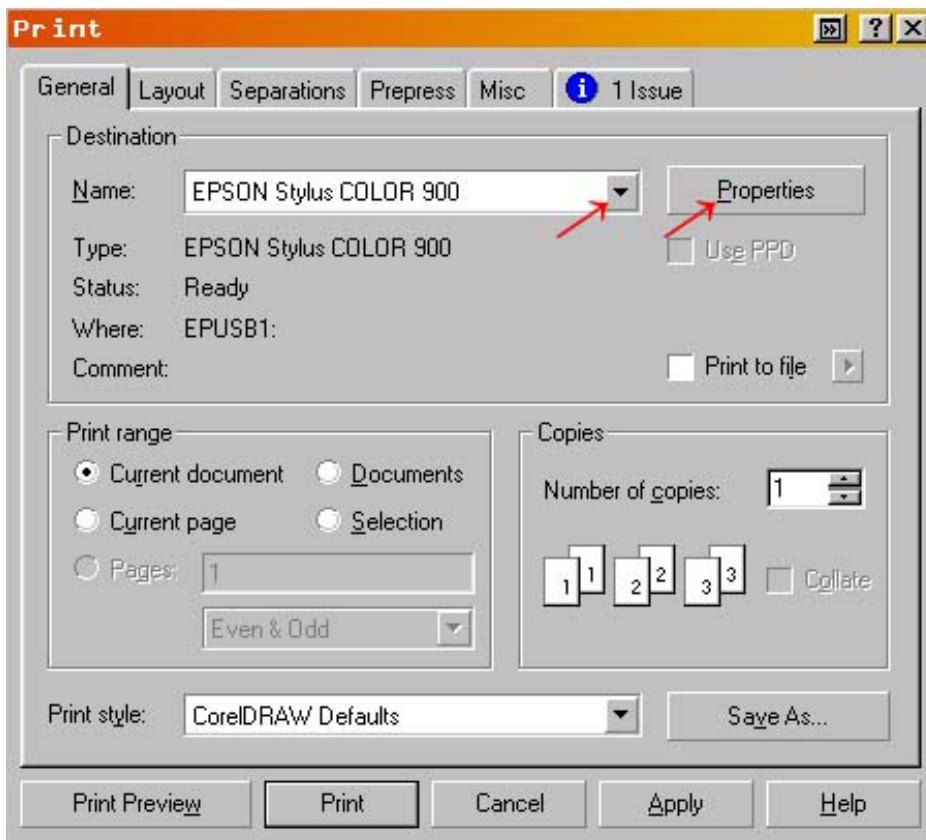 Print
General Layout Separations Prepress Misc 1 Issue
Destination
Name: EPSON Stylus COLOR 900 Properties
Type: EPSON Stylus COLOR 900 Use PPD
Status: Ready
Where: EPUSB1:
Comment: Print to file
Print range
Current document Documents
Current page Selection
Pages: 1
Even & Odd
Copies
Number of copies: 1
1 1 2 2 3 3 Collate
Print style: CorelDRAW Defaults Save As...
Print Preview Print Cancel Apply Help